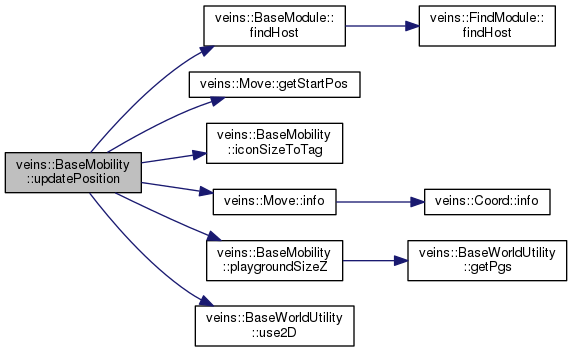 veins::BaseModule::
findHost
veins::FindModule::
findHost
veins::Move::getStartPos
veins::BaseMobility
::iconSizeToTag
veins::BaseMobility
::updatePosition
veins::Move::info
veins::Coord::info
veins::BaseMobility
::playgroundSizeZ
veins::BaseWorldUtility
::getPgs
veins::BaseWorldUtility
::use2D